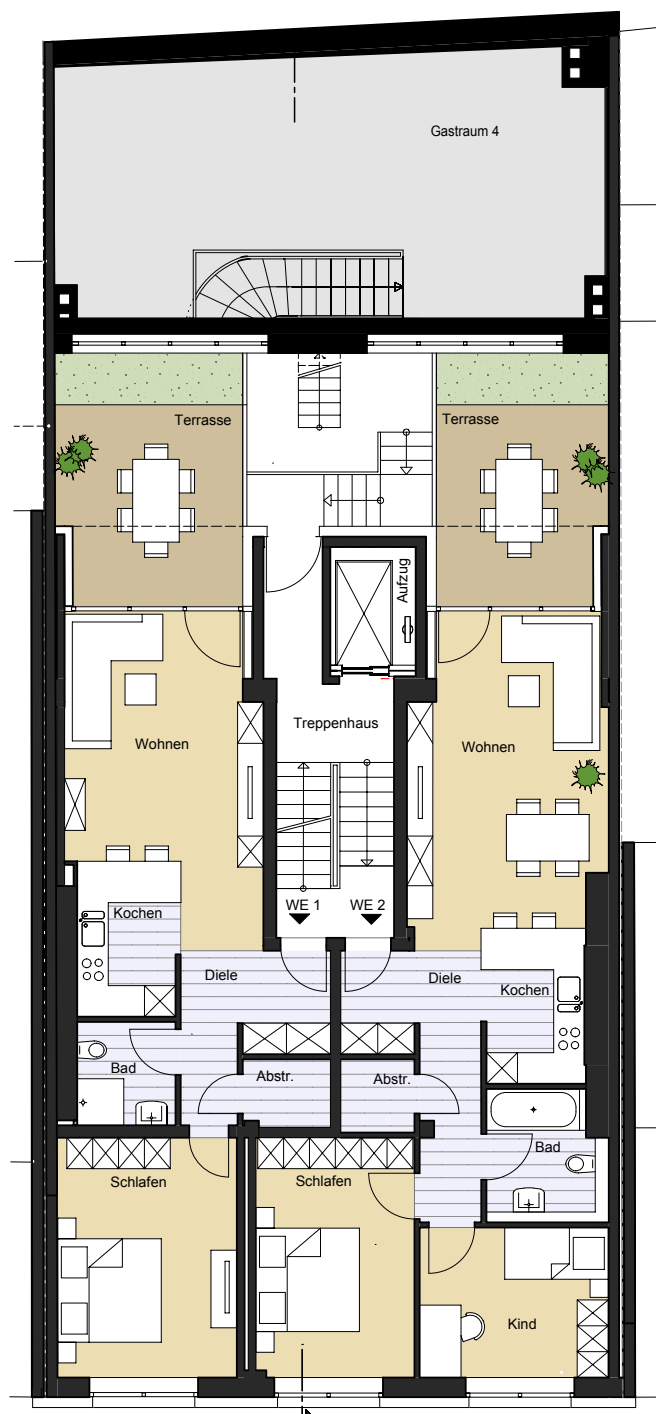 Gastraum 4
Terrasse
Terrasse
Aufzug
Treppenhaus
Wohnen
Wohnen
WE 1
WE 2
Kochen
Diele
Diele
Kochen
Bad
Abstr.
Abstr.
Bad
Schlafen
Schlafen
Kind